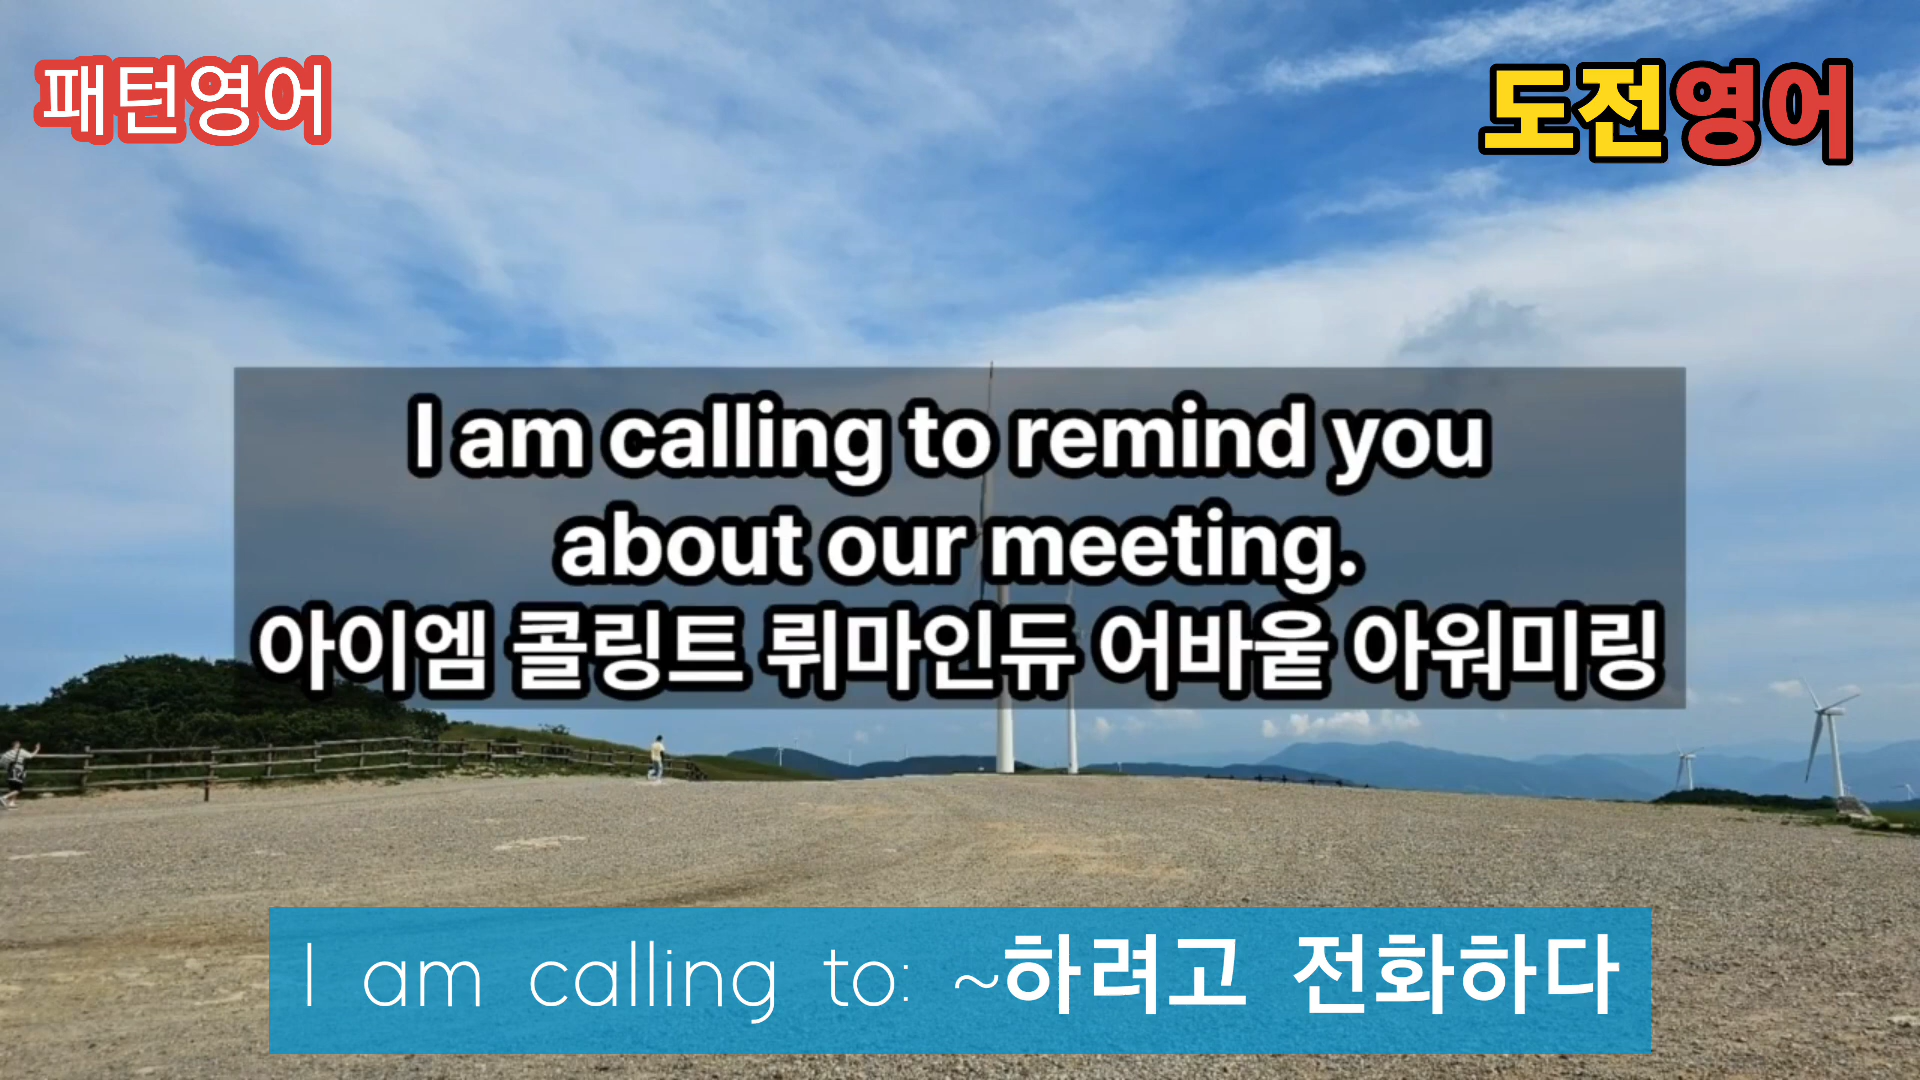 패턴영어
도전영어
I am calling to remind you
about our meeting.
아이엠 콜링트 뤼마인듀 어바웉 아워미링
I am calling to: ~하려고 전화하다